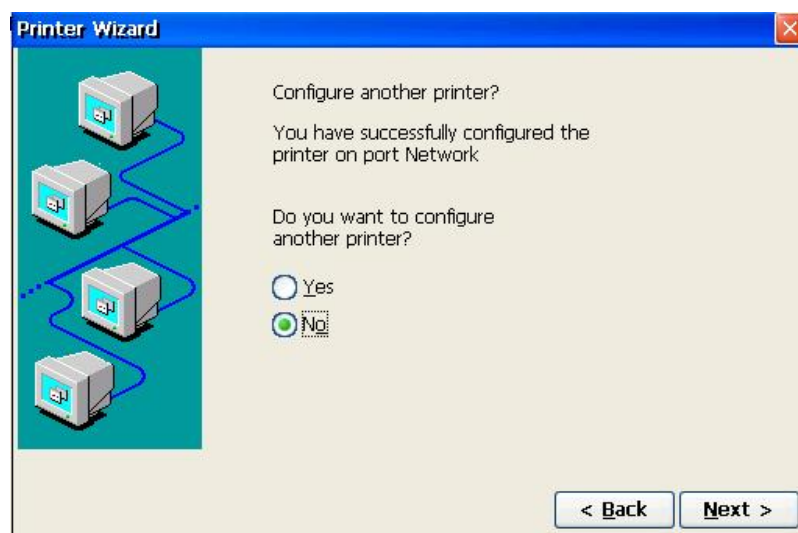 Printer Wizard
Configure another printer?
You have successfully configured the
printer on port Network
Do you want to configure
another printer?
Yes
No
< Back
Next >